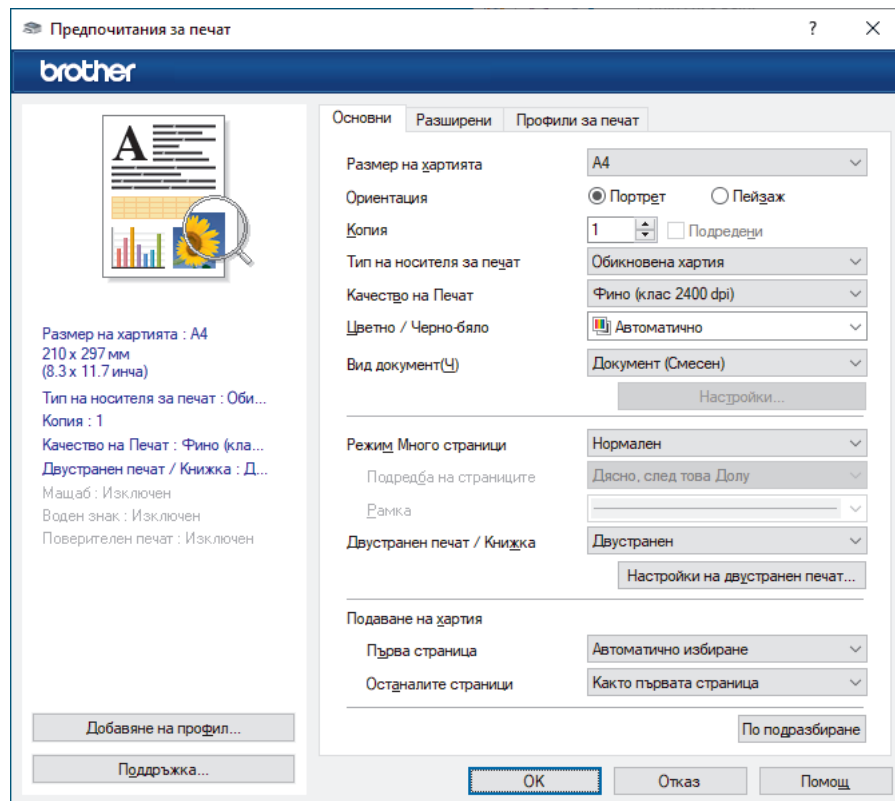 Предпочитания за печат
brother
Размер на хартията : A4
210 x 297 мм
(8.3 x 11.7 инча)
Тип на носителя за печат : Оби...
Копия : 1
Качество на Печат : Фино (кла...
Двустранен печат / Книжка : Д...
Мащаб : Изключен
Воден знак : Изключен
Поверителен печат : Изключен
Добавяне на профил...
Поддръжка...
Основни Разширени Профили за печат
Размер на хартията A4
Ориентация Портрет Пейзаж
Копия 1 Подредени
Тип на носителя за печат Обикновена хартия
Качество на Печат Фино (клас 2400 dpi)
Цветно / Черно-бяло Автоматично
Вид документ(Ч) Документ (Смесен)
Настройки...
Режим Много страници Нормален
Подредба на страниците Дясно, след това Долу
Рамка
Двустранен печат / Книжка Двустранен
Настройки на двустранен печат...
Подаване на хартия
Първа страница Автоматично избиране
Останалите страници Както първата страница
По подразбиране
OK Отказ Помощ